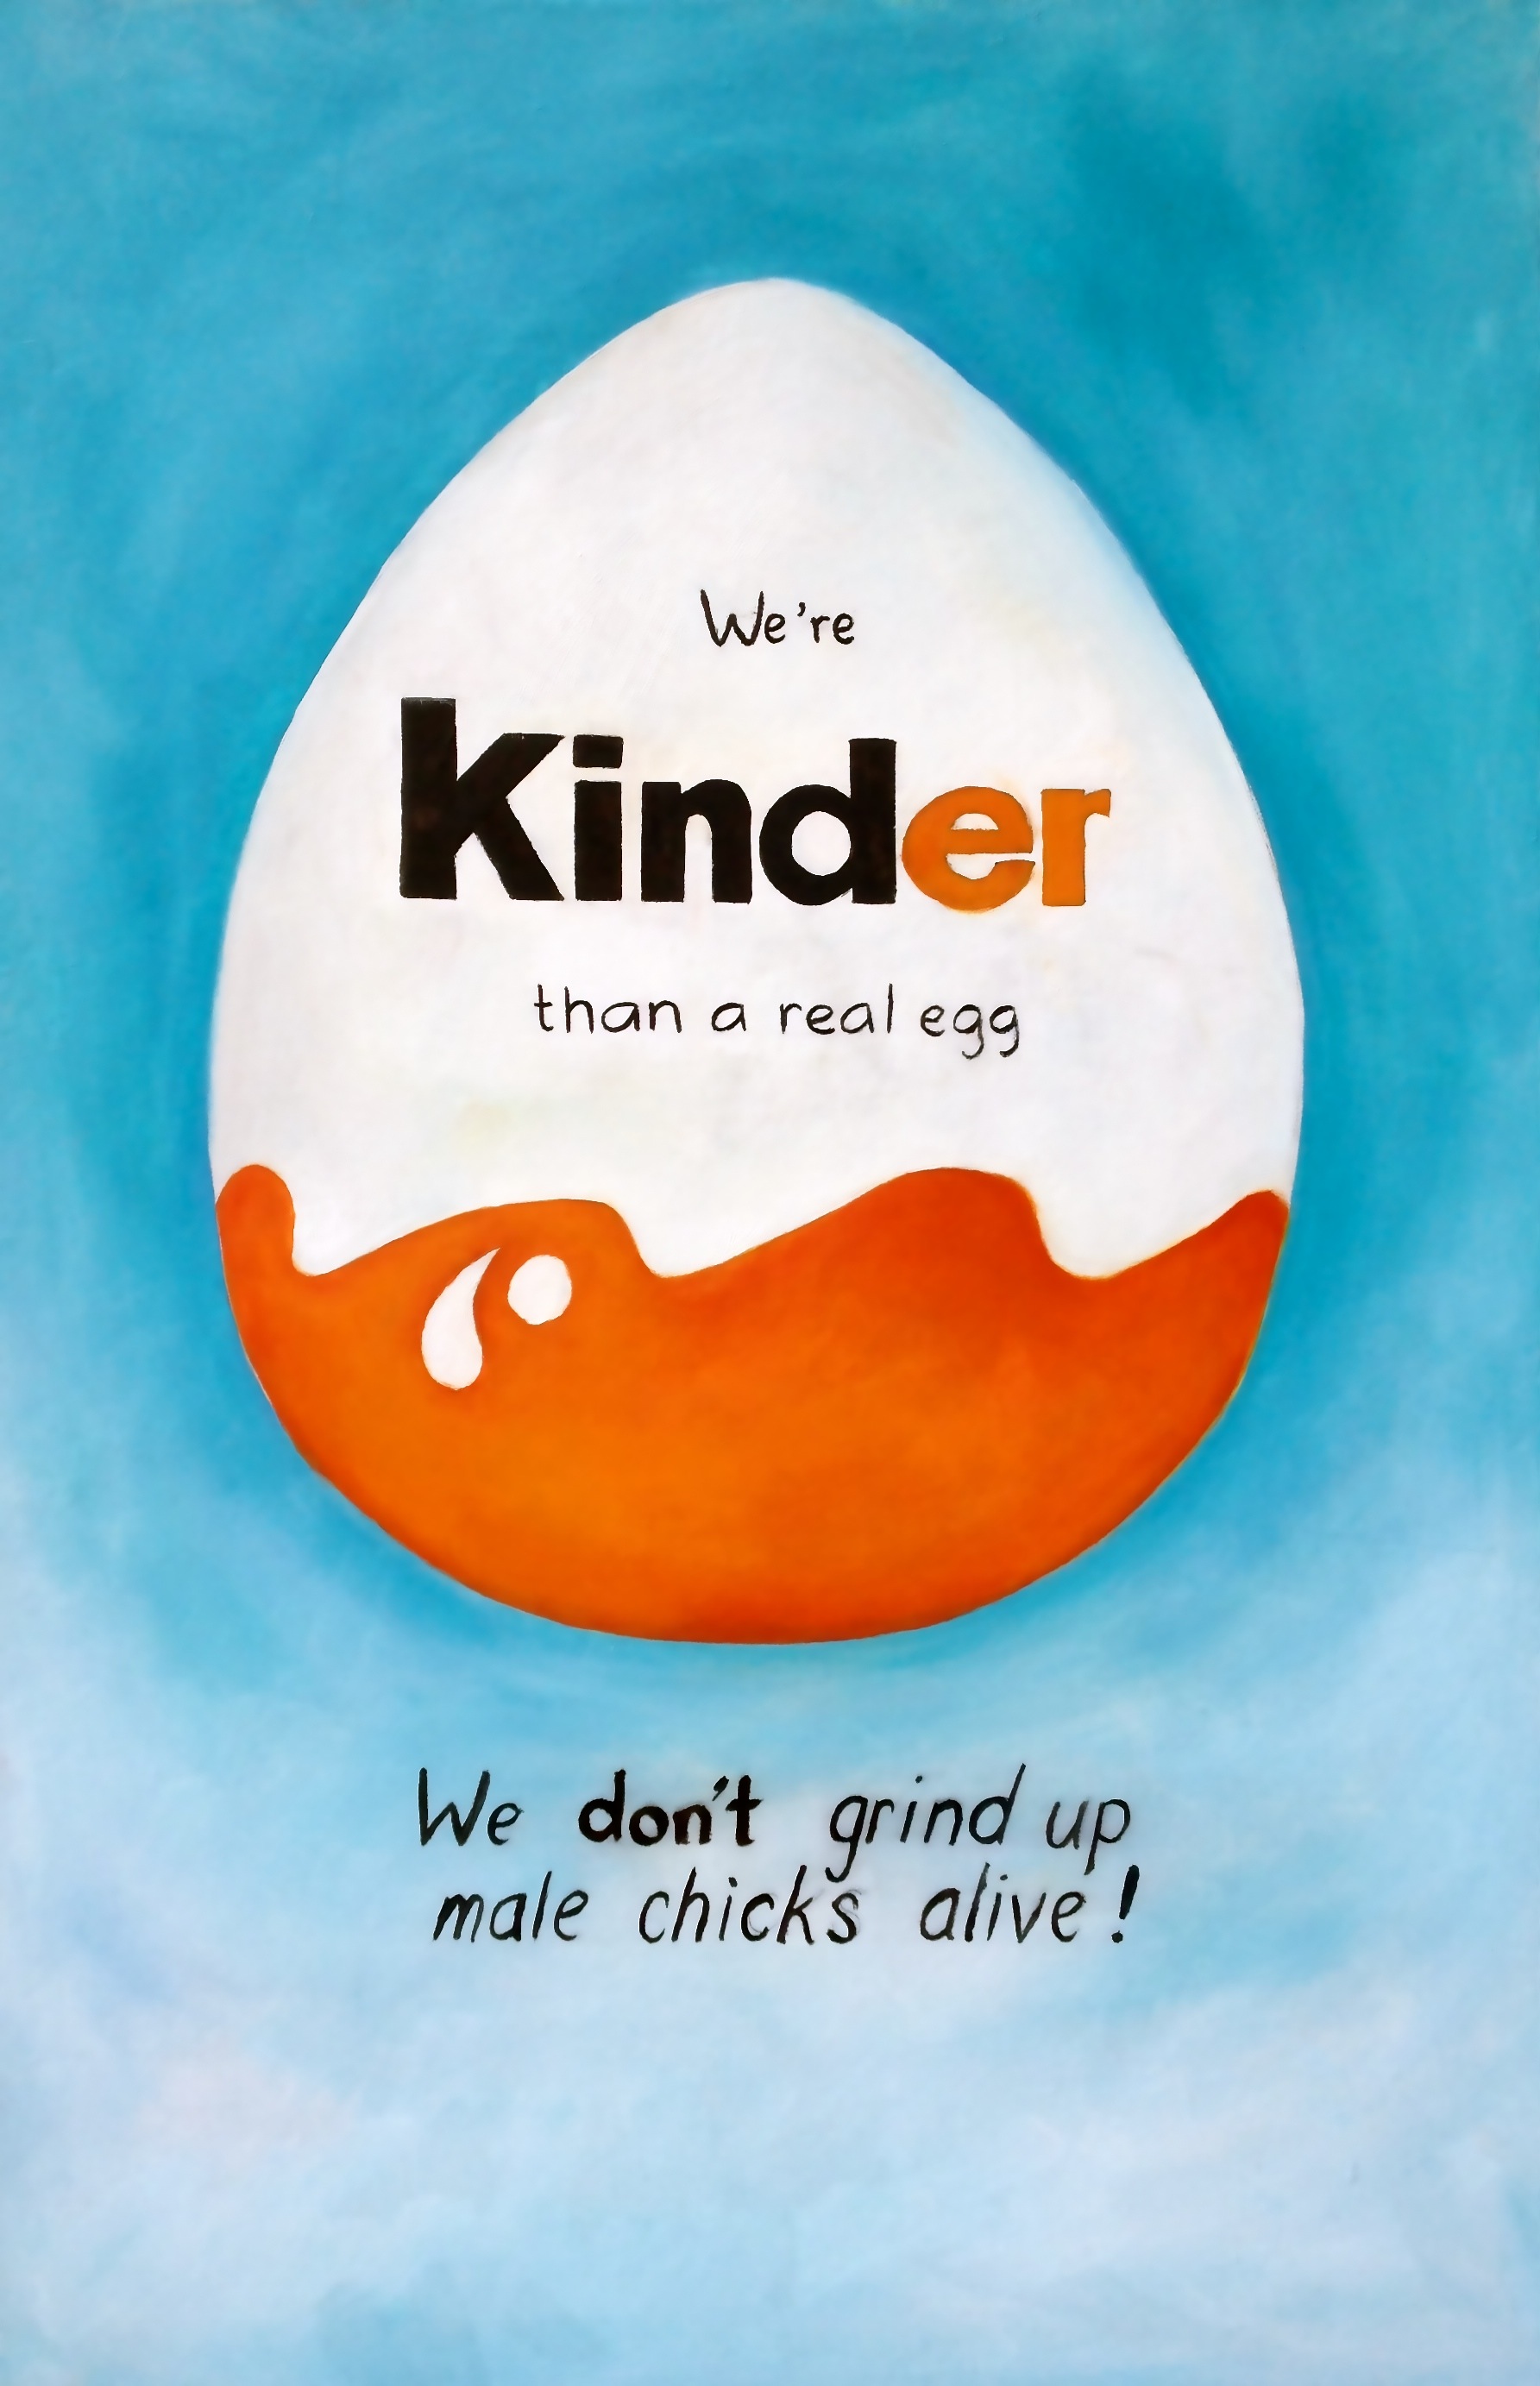 We're
Kinder
than a real egg
We don't grind up
male chicks alive!